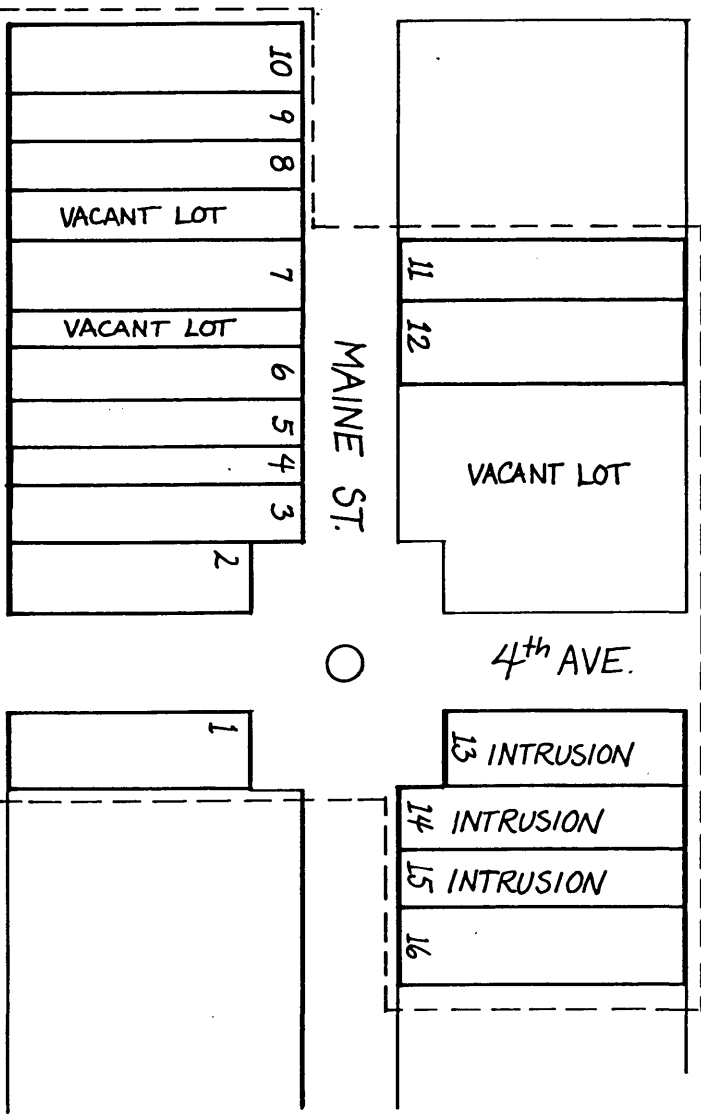 10
9
8
VACANT LOT
7
VACANT LOT
6
5
4
3
2
1
MAINE ST.
11
12
VACANT LOT
4th AVE.
13 INTRUSION
14 INTRUSION
15 INTRUSION
16